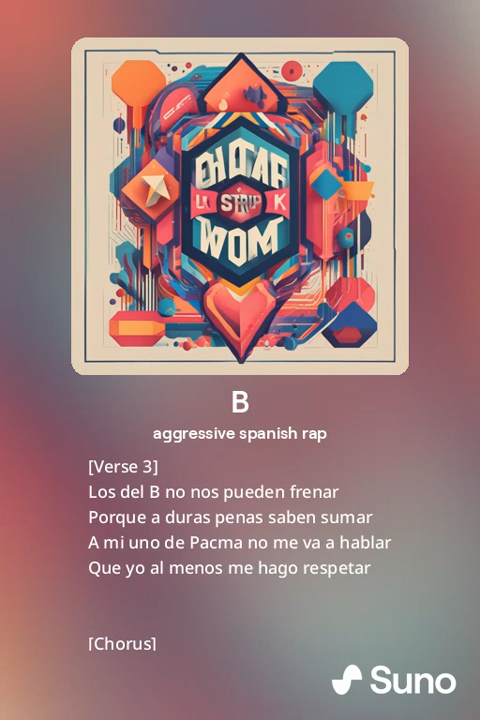 STRIP
B
aggressive spanish rap
[Verse 3]
Los del B no nos pueden frenar
Porque a duras penas saben sumar
A mi uno de Pacma no me va a hablar
Que yo al menos me hago respetar
[Chorus]
Suno